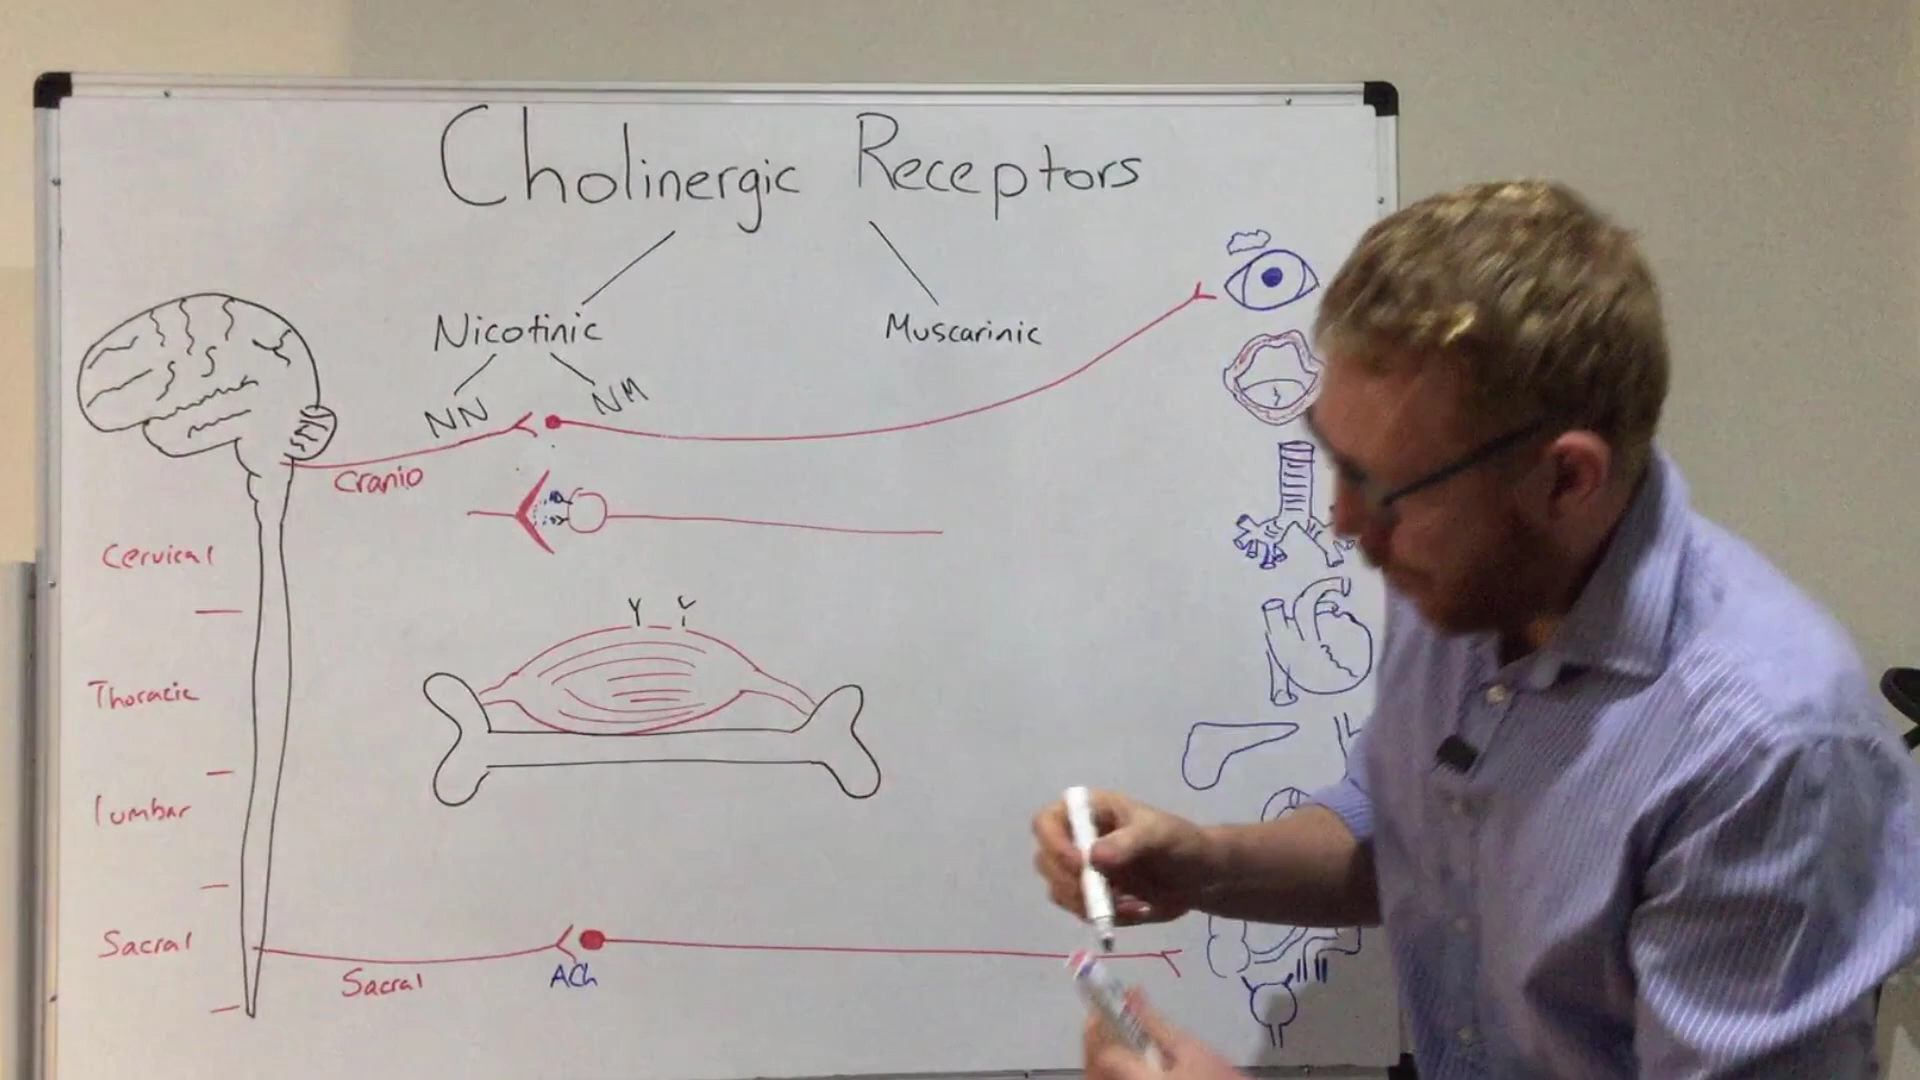 Cholinergic Receptors
Nicotinic
Muscarinic
NN
NM
Cranio
Cervical
Thoracic
lumbar
Sacral
Sacral
ACh